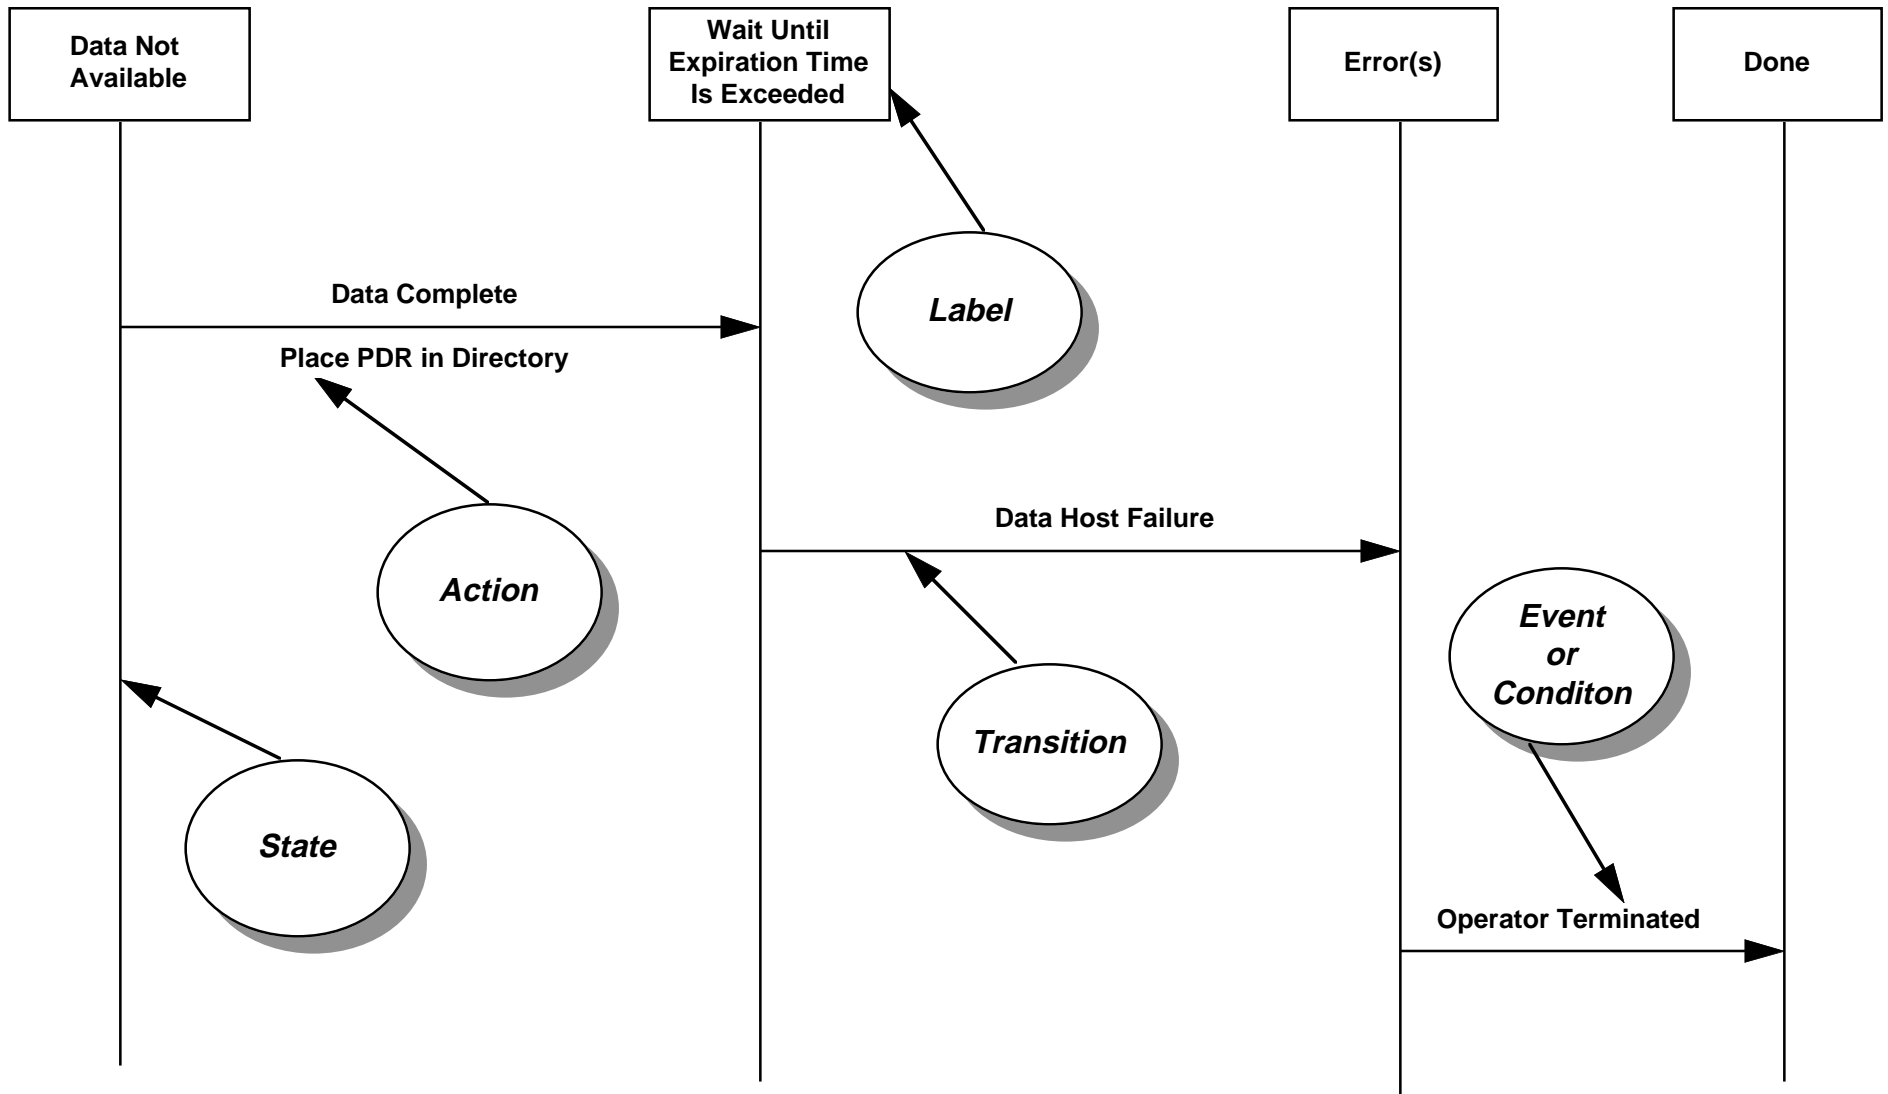 Data Not
Available
Wait Until
Expiration Time
Is Exceeded
Error(s)
Done
Data Complete
Place PDR in Directory
Label
Data Host Failure
Action
Event
or
Conditon
Transition
State
Operator Terminated